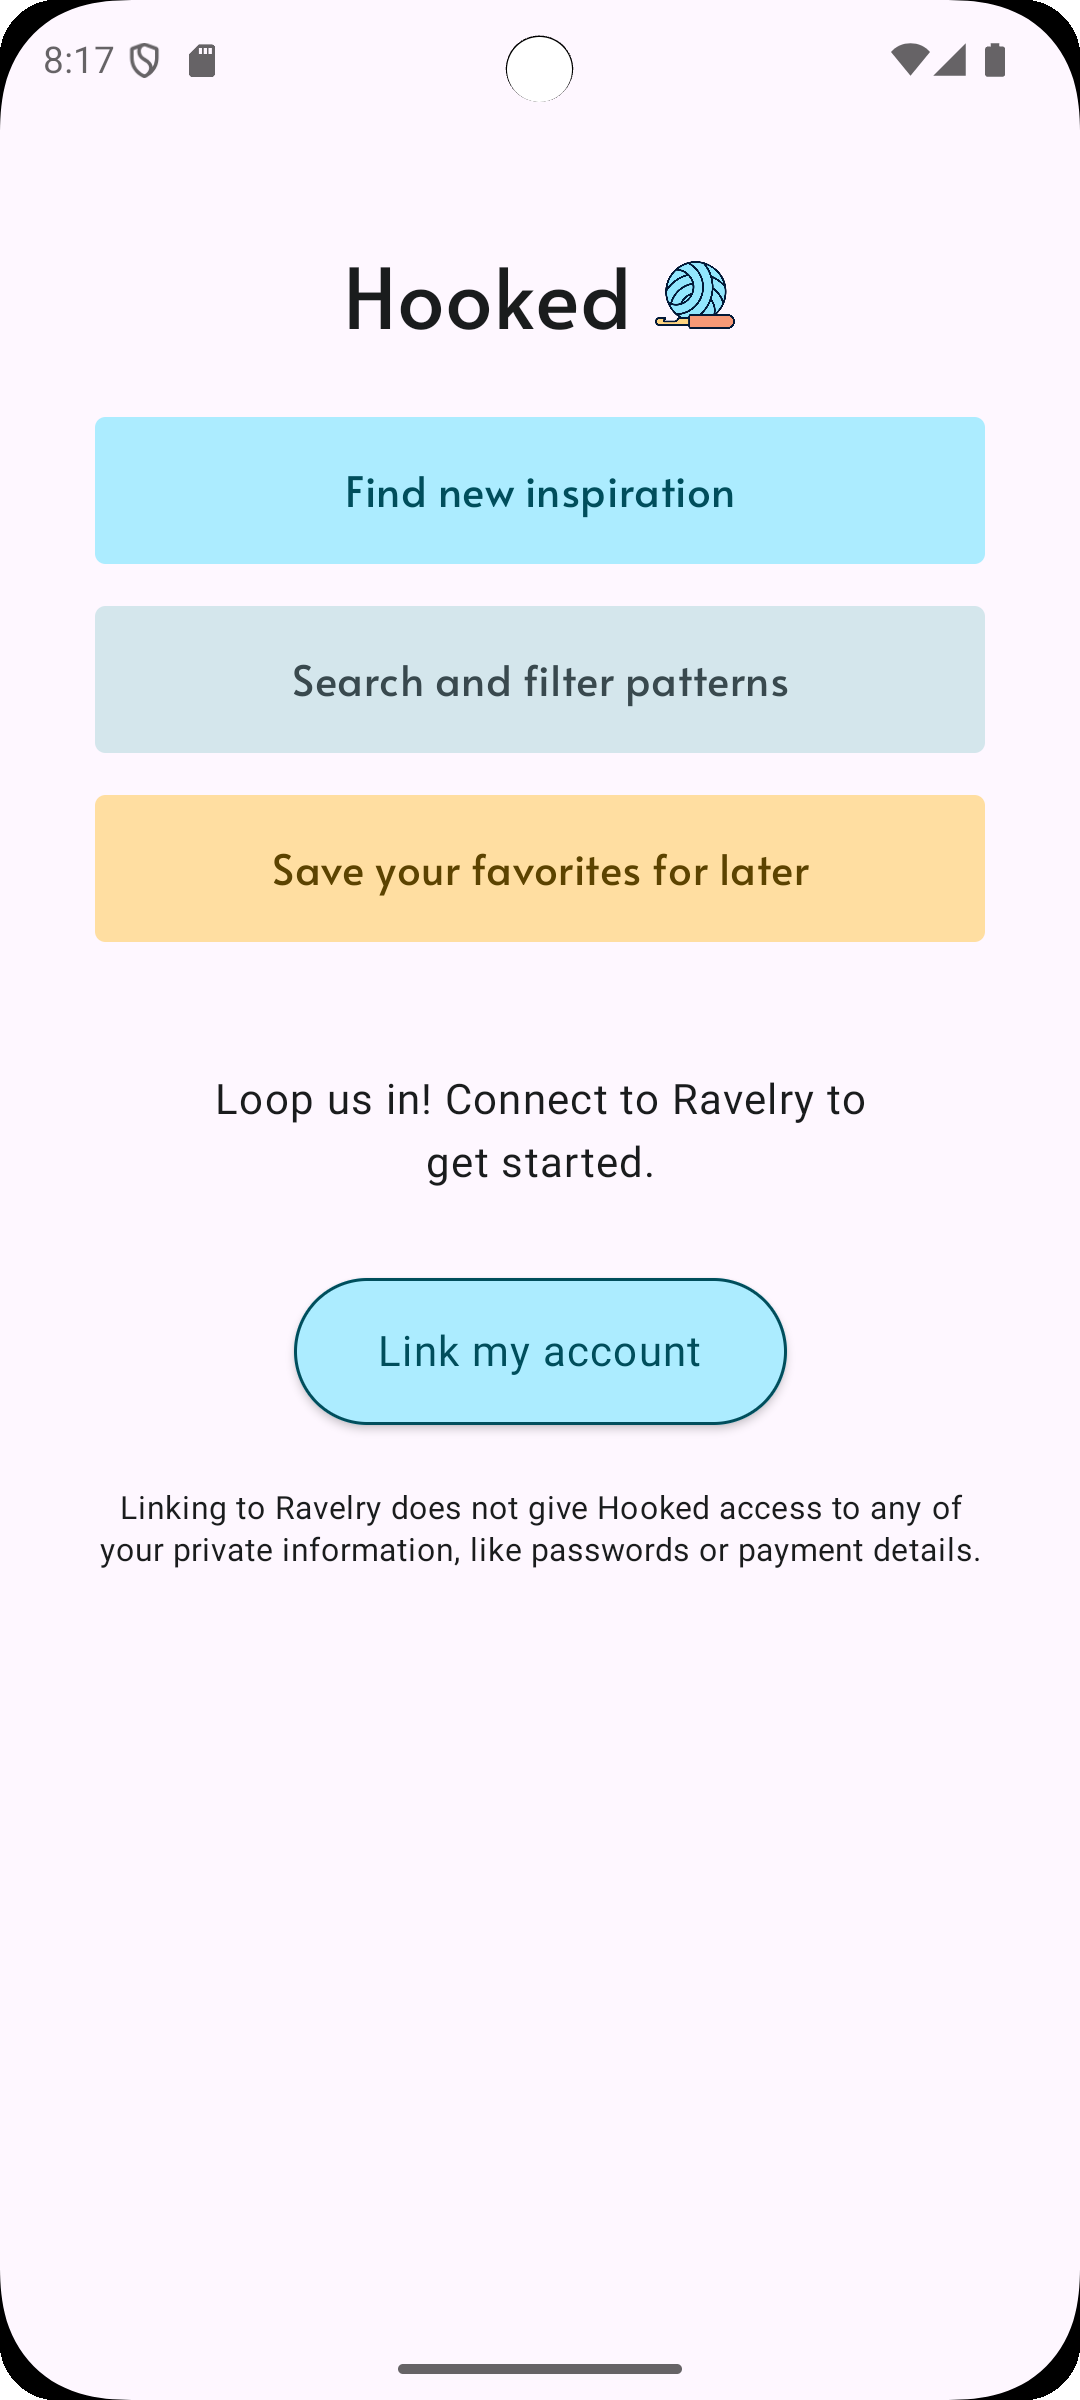 8:17
Hooked
Find new inspiration
Search and filter patterns
Save your favorites for later
Loop us in! Connect to Ravelry to
get started.
Link my account
Linking to Ravelry does not give Hooked access to any of
your private information, like passwords or payment details.